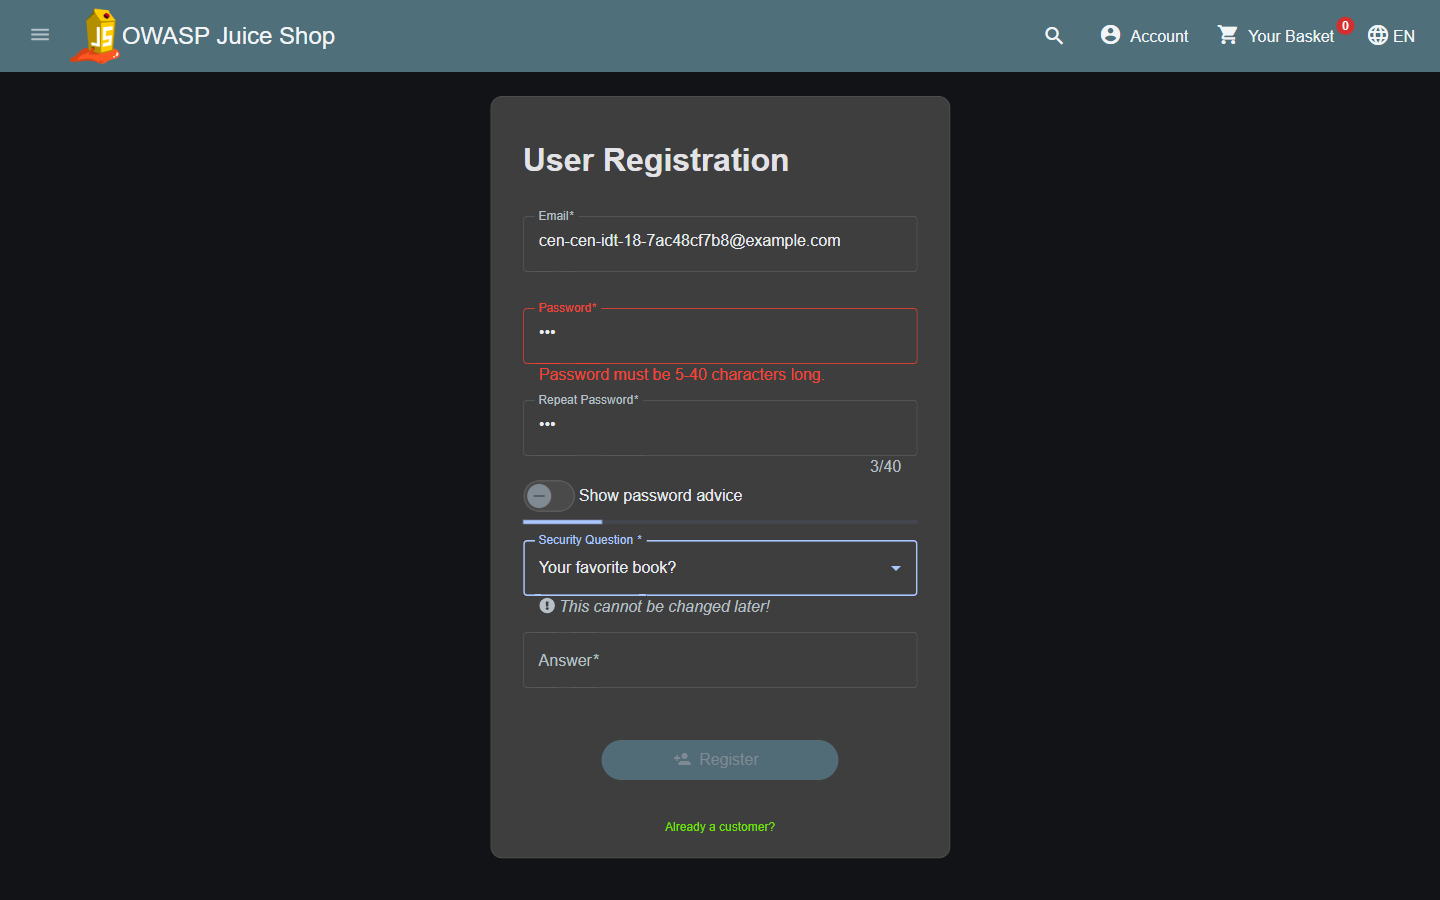 OWASP Juice Shop
Account
Your Basket
0
EN
User Registration
Email*
cen-cen-idt-18-7ac48cf7b8@example.com
Password*
•••
Password must be 5-40 characters long.
Repeat Password*
•••
3/40
Show password advice
Security Question *
Your favorite book?
This cannot be changed later!
Answer*
Register
Already a customer?